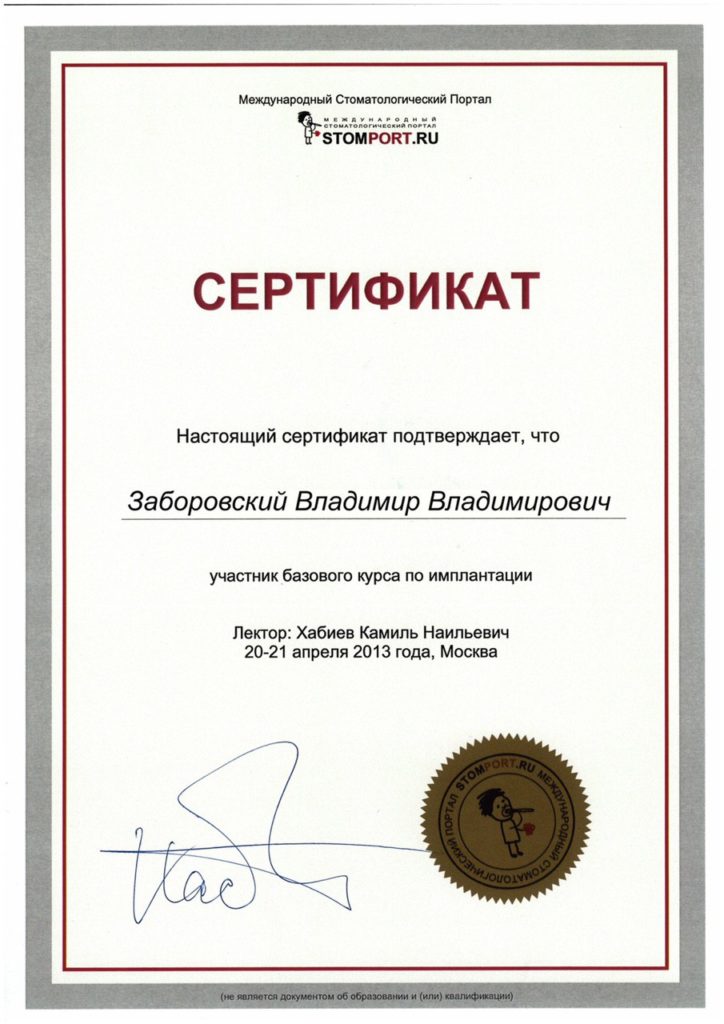 Международный Стоматологический Портал
МЕЖДУНАРОДНЫЙ
СТОМАТОЛОГИЧЕСКИЙ ПОРТАЛ
STOMPORT.RU
СЕРТИФИКАТ
Настоящий сертификат подтверждает, что
Заборовский Владимир Владимирович
участник базового курса по имплантации
Лектор: Хабиев Камиль Наильевич
20-21 апреля 2013 года, Москва
STOMPORT.RU МЕЖДУНАРОДНЫЙ СТОМАТОЛОГИЧЕСКИЙ ПОРТАЛ
(не является документом об образовании и (или) квалификации)